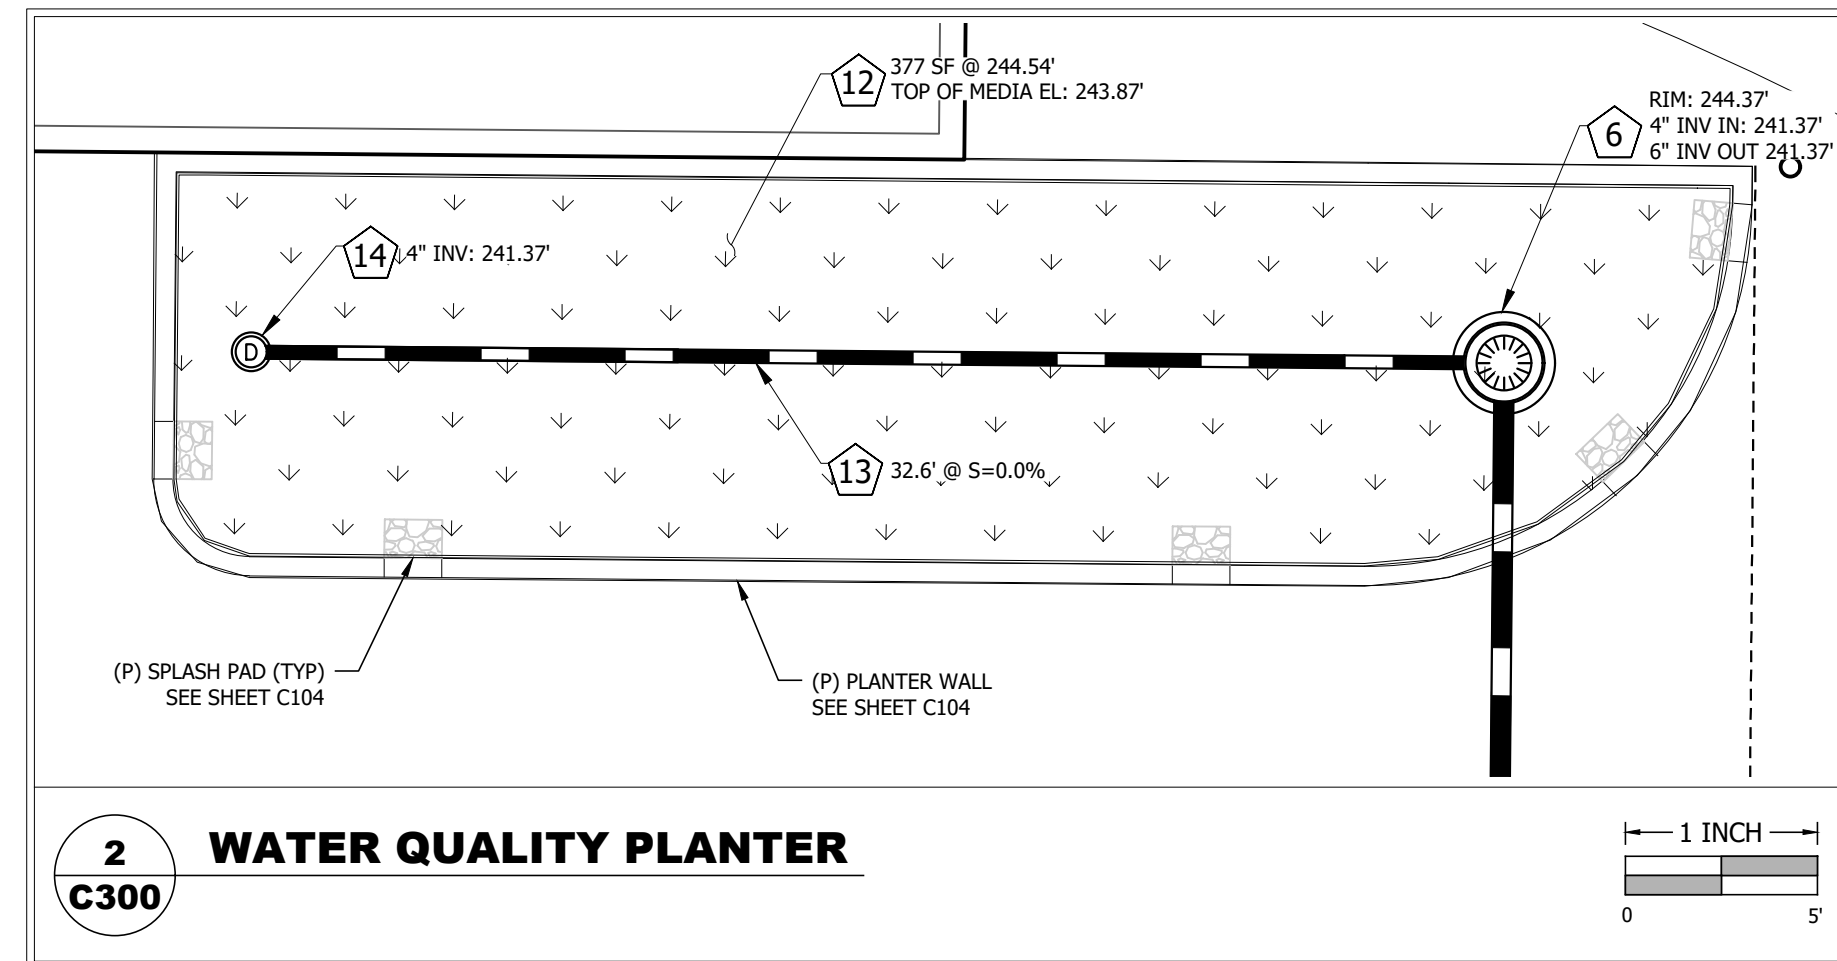 12
377 SF @ 244.54'
TOP OF MEDIA EL: 243.87'
6
RIM: 244.37'
4" INV IN: 241.37'
6" INV OUT 241.37'
14
4" INV: 241.37'
D
13
32.6' @ S=0.0%
(P) SPLASH PAD (TYP)
SEE SHEET C104
(P) PLANTER WALL
SEE SHEET C104
2
C300
WATER QUALITY PLANTER
1 INCH
0
5'